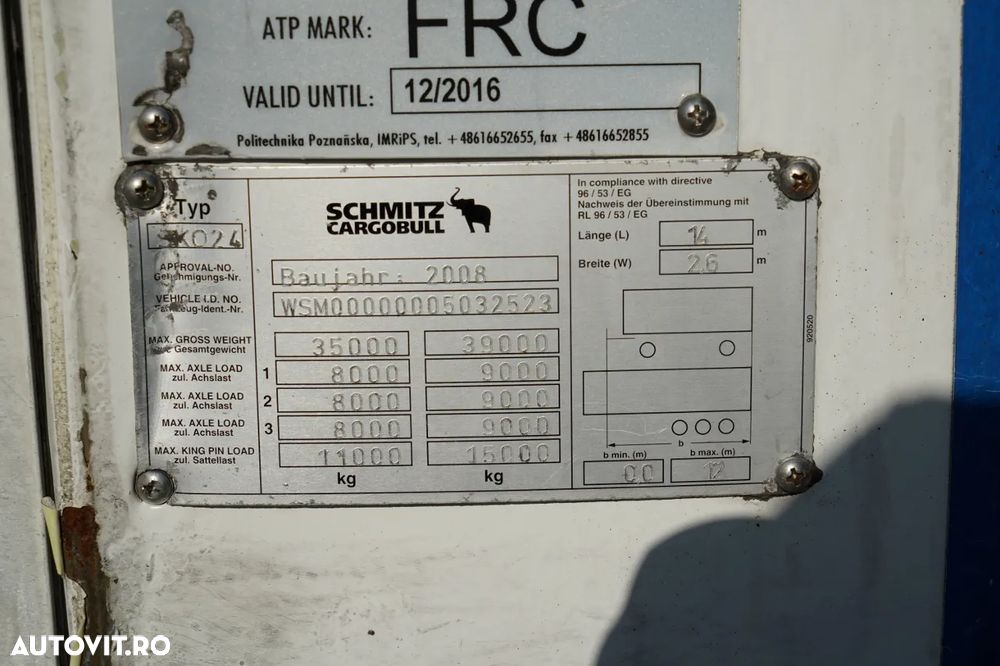 ATP MARK: FRC
VALID UNTIL: 12/2016
Politechnika Poznańska, IMRiPS, tel. + 48616652655, fax + 48616652855
Typ
SKO24
SCHMITZ
CARGOBULL
APPROVAL-NO.
Genehmigungs-Nr.
Baujahr: 2008
VEHICLE I.D. NO.
Fahrzeug-Ident.-Nr.
WSM00000005032523
MAX. GROSS WEIGHT
Gesamtgewicht
35000 39000
MAX. AXLE LOAD
zul. Achslast
1 8000 9000
MAX. AXLE LOAD
zul. Achslast
2 8000 9000
MAX. AXLE LOAD
zul. Achslast
3 8000 9000
MAX. KING PIN LOAD
zul. Sattellast
11000 15000
kg kg
In compliance with directive
96 / 53 / EG
Nachweis der Übereinstimmung mit
RL 96 / 53 / EG
Länge (L) 14 m
Breite (W) 2.6 m
920520
b
b min. (m) b max. (m)
00 12
AUTOVIT.RO